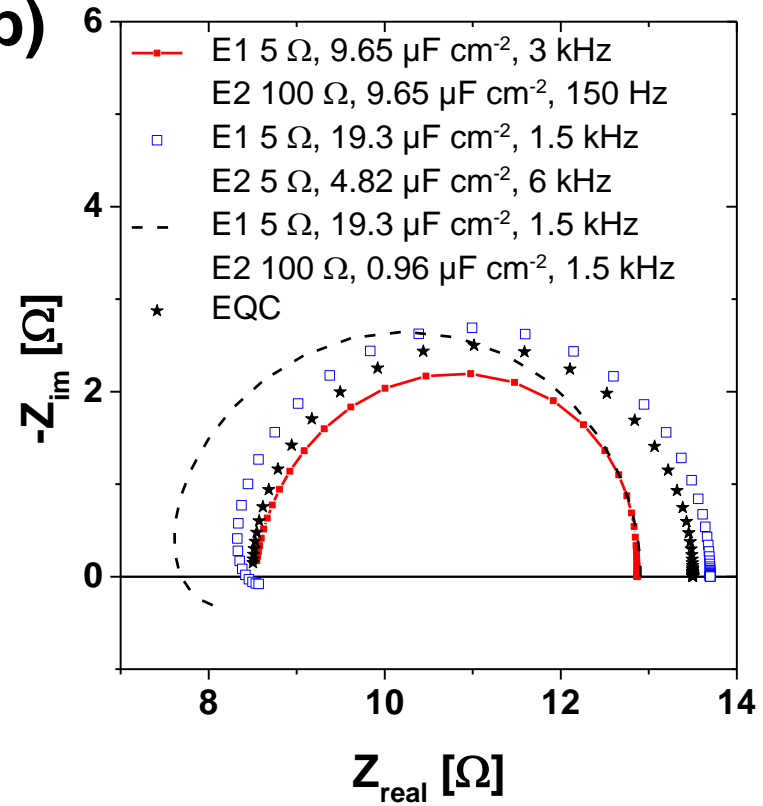 b)
6
E1 5 Ω, 9.65 µF cm⁻², 3 kHz
E2 100 Ω, 9.65 µF cm⁻², 150 Hz
E1 5 Ω, 19.3 µF cm⁻², 1.5 kHz
E2 5 Ω, 4.82 µF cm⁻², 6 kHz
4
E1 5 Ω, 19.3 µF cm⁻², 1.5 kHz
E2 100 Ω, 0.96 µF cm⁻², 1.5 kHz
EQC
-Z_im [Ω]
2
0
8 10 12 14
Z_real [Ω]